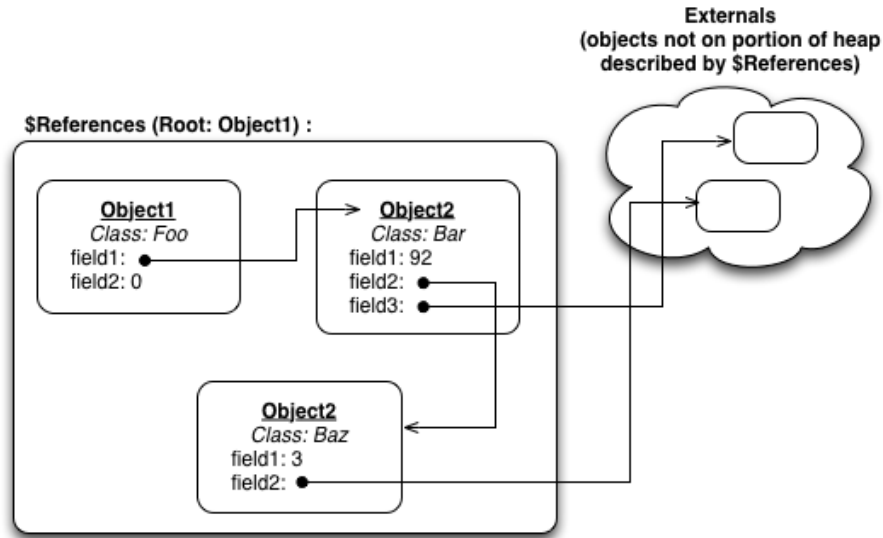 Externals
(objects not on portion of heap
described by $References)
$References (Root: Object1) :
Object1
Class: Foo
field1:
field2: 0
Object2
Class: Bar
field1: 92
field2:
field3:
Object2
Class: Baz
field1: 3
field2: